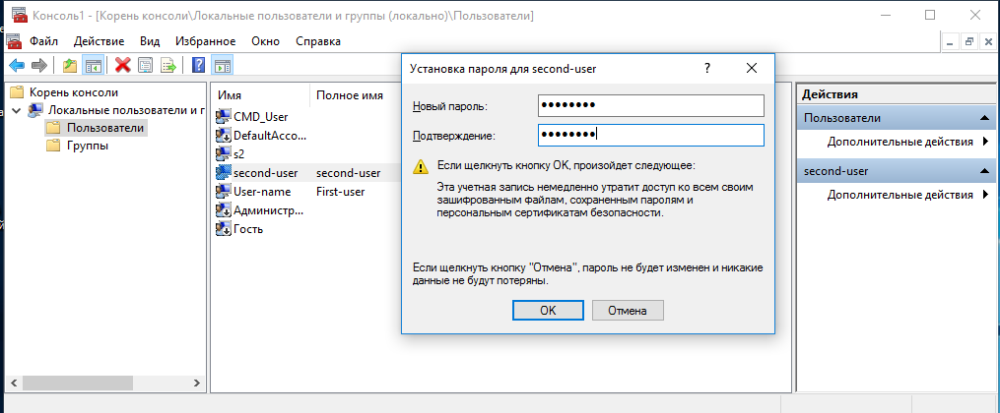 Консоль1 - [Корень консоли\Локальные пользователи и группы (локально)\Пользователи]
Файл Действие Вид Избранное Окно Справка
Корень консоли
Локальные пользователи и г
Пользователи
Группы
Имя Полное имя
CMD_User
DefaultAcco...
s2
second-user second-user
User-name First-user
Администр...
Гость
Установка пароля для second-user
Новый пароль:
Подтверждение:
Если щелкнуть кнопку ОК, произойдет следующее:
Эта учетная запись немедленно утратит доступ ко всем своим
зашифрованным файлам, сохраненным паролям и
персональным сертификатам безопасности.
Если щелкнуть кнопку "Отмена", пароль не будет изменен и никакие
данные не будут потеряны.
ОК Отмена
Действия
Пользователи
Дополнительные действия
second-user
Дополнительные действия